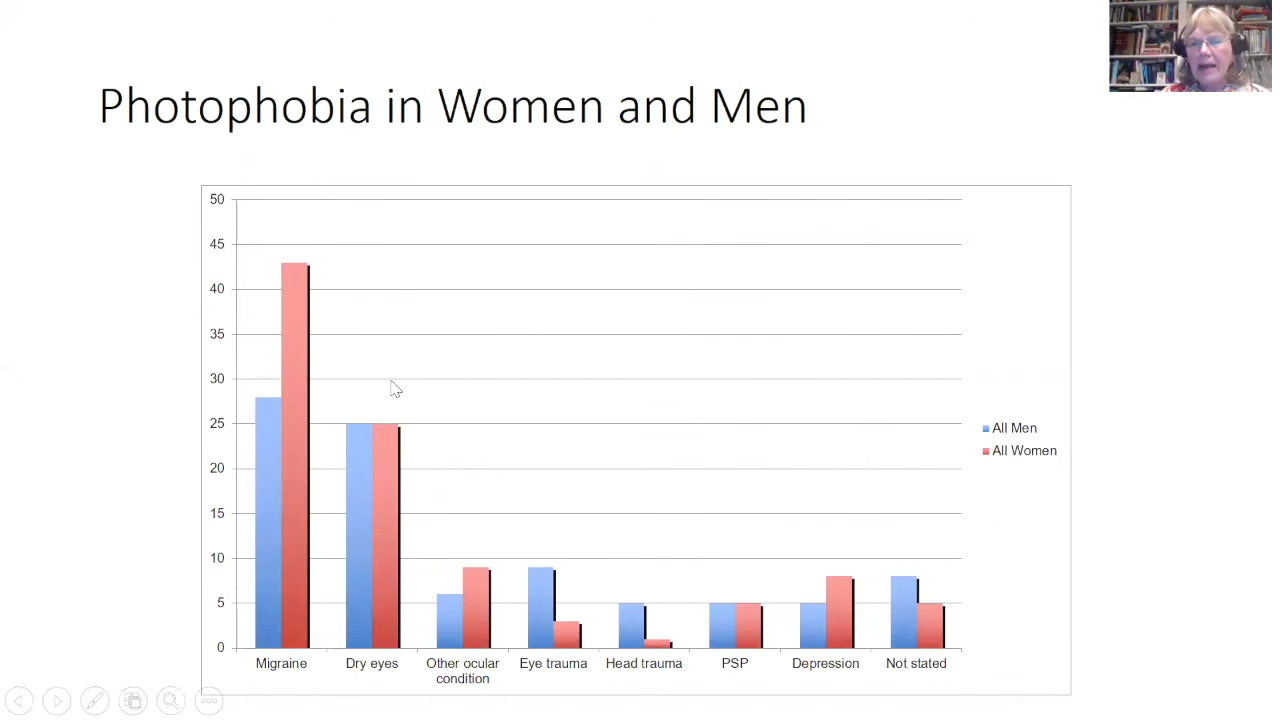 Photophobia in Women and Men
50
45
40
35
30
25
20
15
10
5
0
Migraine
Dry eyes
Other ocular
condition
Eye trauma
Head trauma
PSP
Depression
Not stated
All Men
All Women